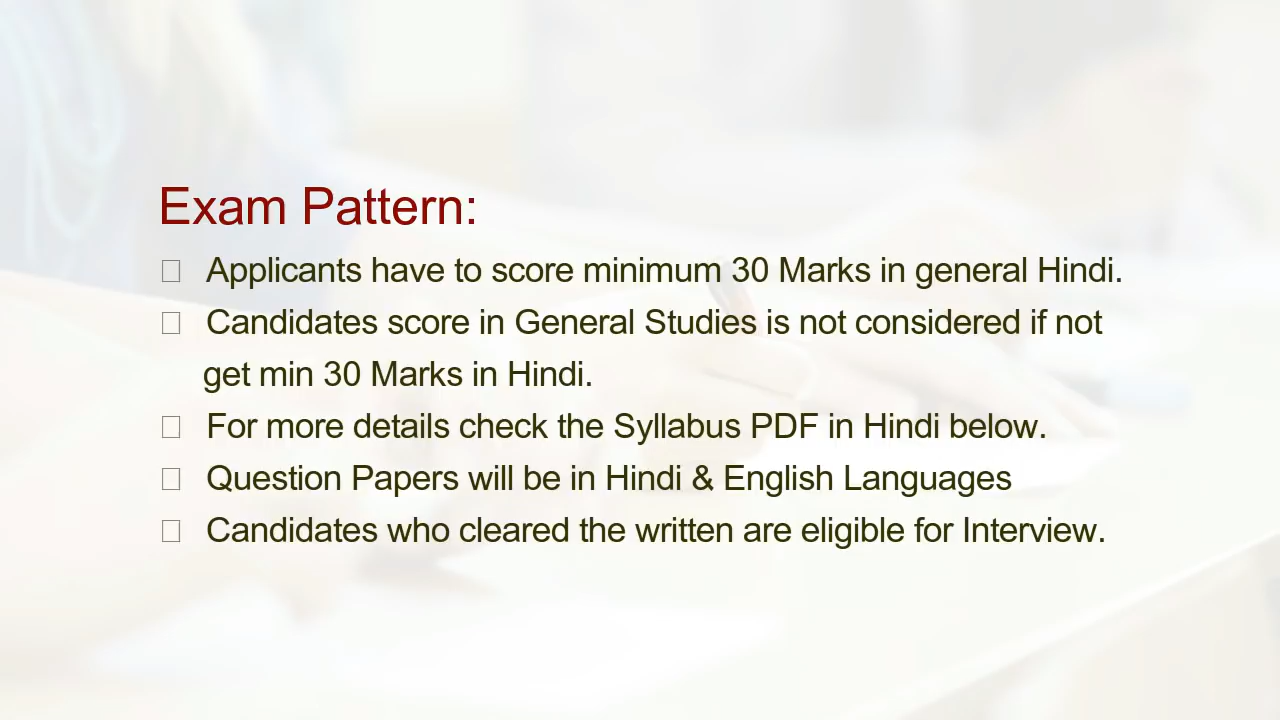 Exam Pattern:
□ Applicants have to score minimum 30 Marks in general Hindi.
□ Candidates score in General Studies is not considered if not
get min 30 Marks in Hindi.
□ For more details check the Syllabus PDF in Hindi below.
□ Question Papers will be in Hindi & English Languages
□ Candidates who cleared the written are eligible for Interview.